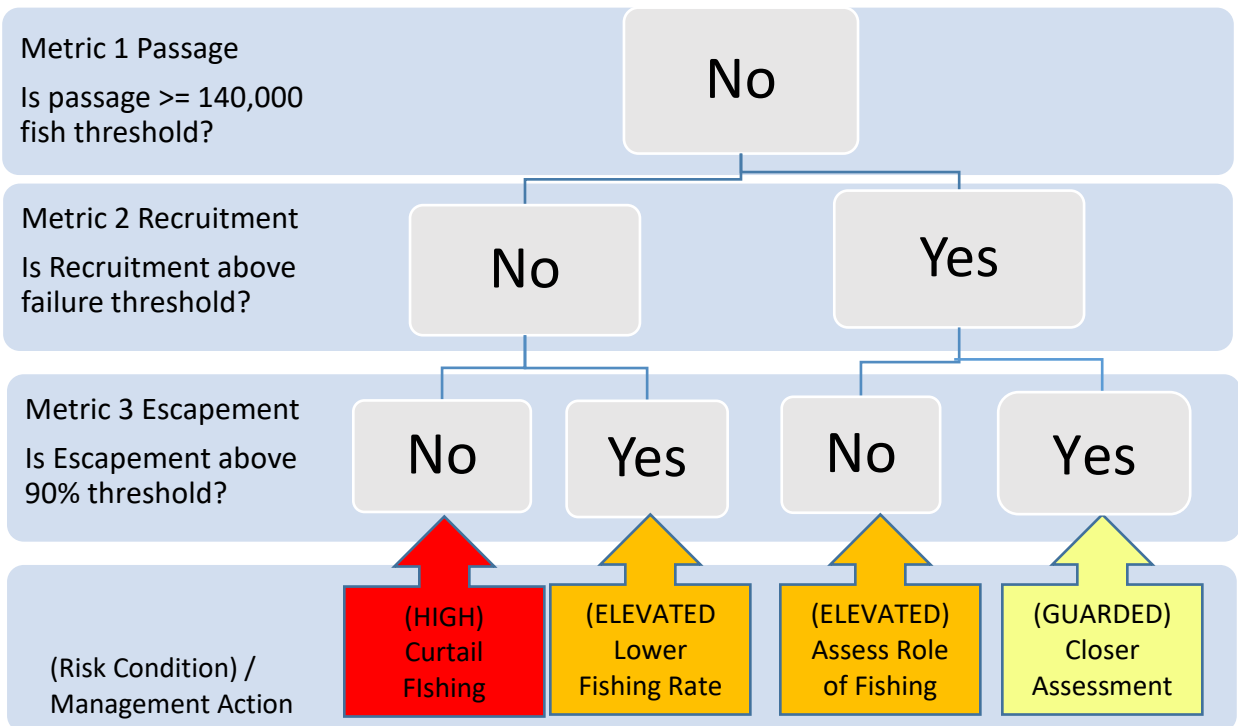 Metric 1 Passage
Is passage >= 140,000
fish threshold?
No
Metric 2 Recruitment
Is Recruitment above
failure threshold?
No
Yes
Metric 3 Escapement
Is Escapement above
90% threshold?
No
Yes
No
Yes
(Risk Condition) /
Management Action
(HIGH)
Curtail
FIshing
(ELEVATED
Lower
Fishing Rate
(ELEVATED)
Assess Role
of Fishing
(GUARDED)
Closer
Assessment